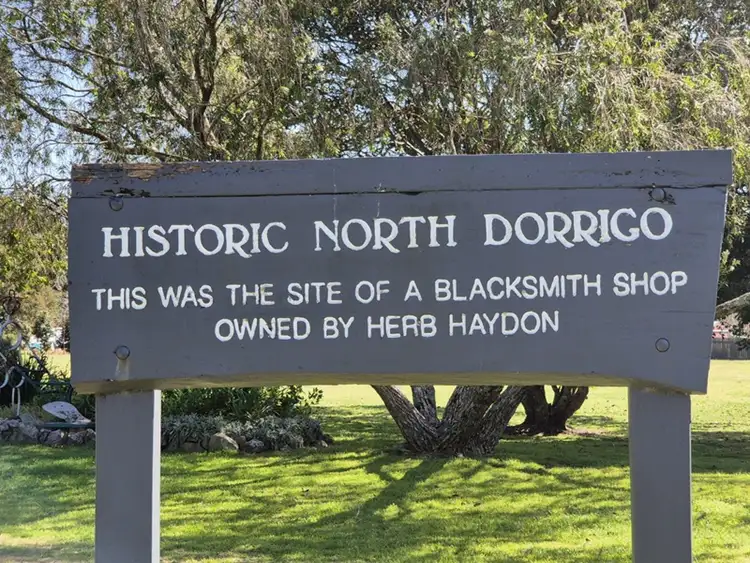 HISTORIC NORTH DORRIGO
THIS WAS THE SITE OF A BLACKSMITH SHOP
OWNED BY HERB HAYDON